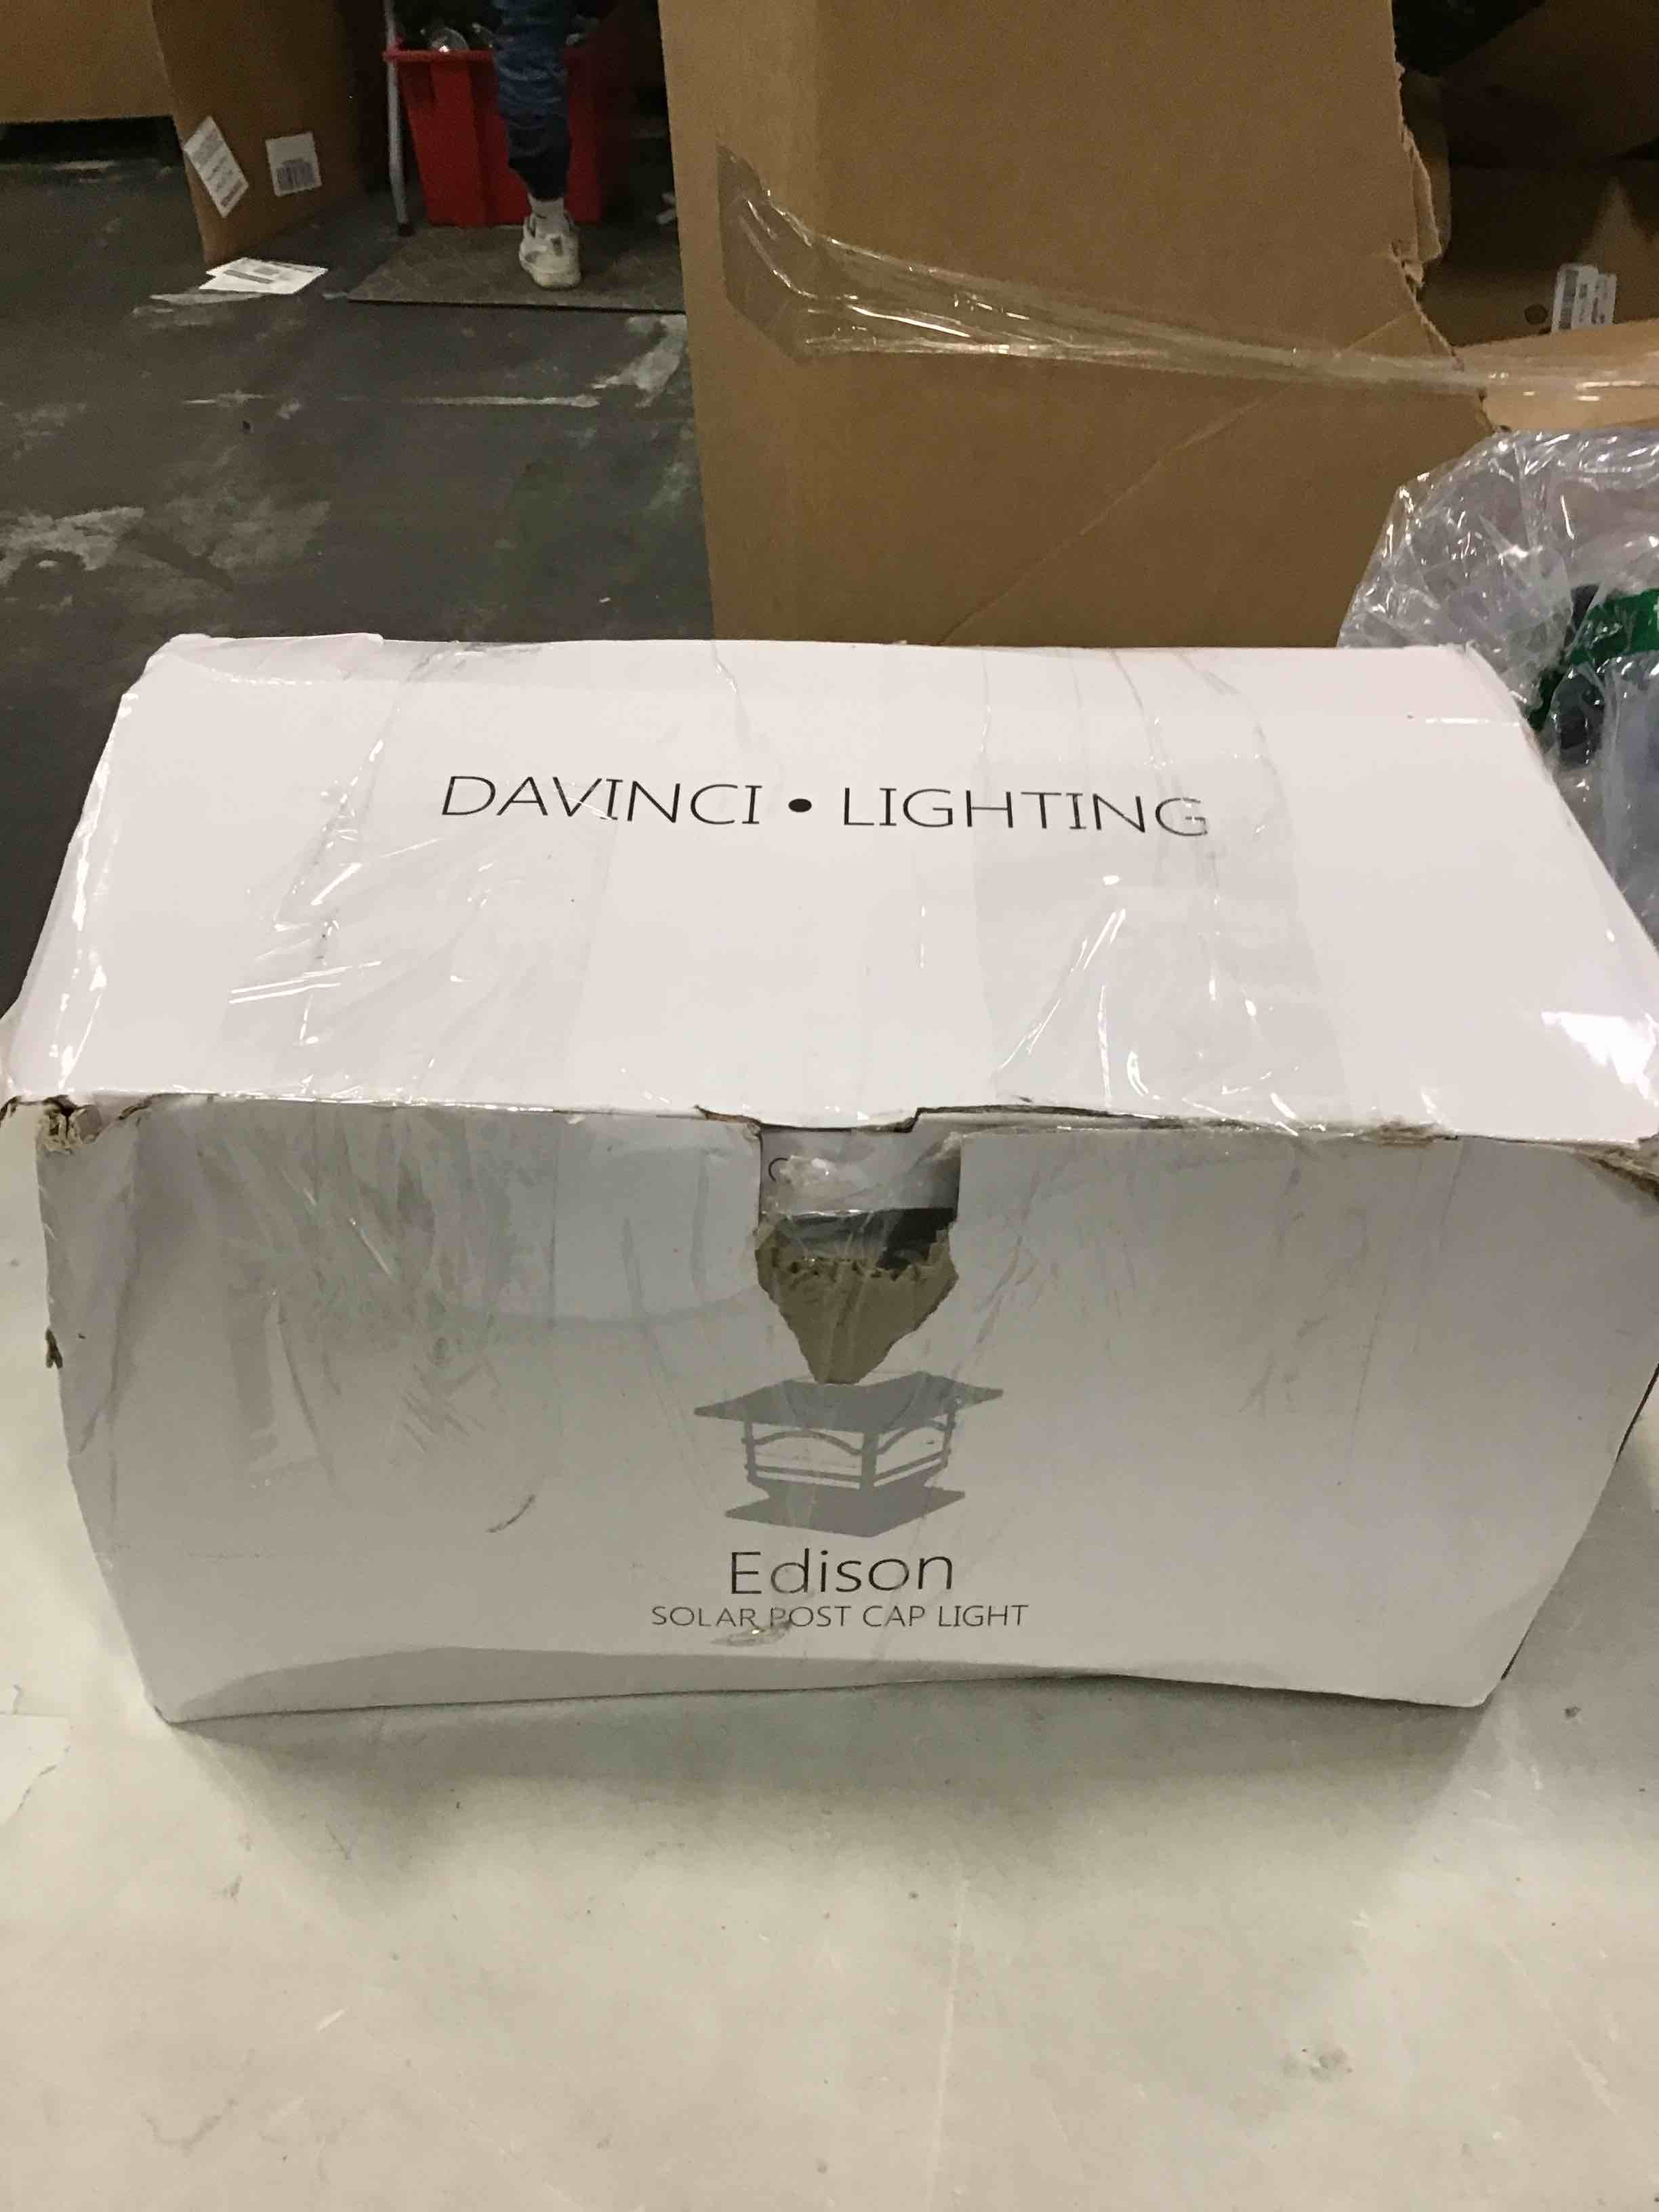 DAVINCI • LIGHTING
Edison
SOLAR POST CAP LIGHT